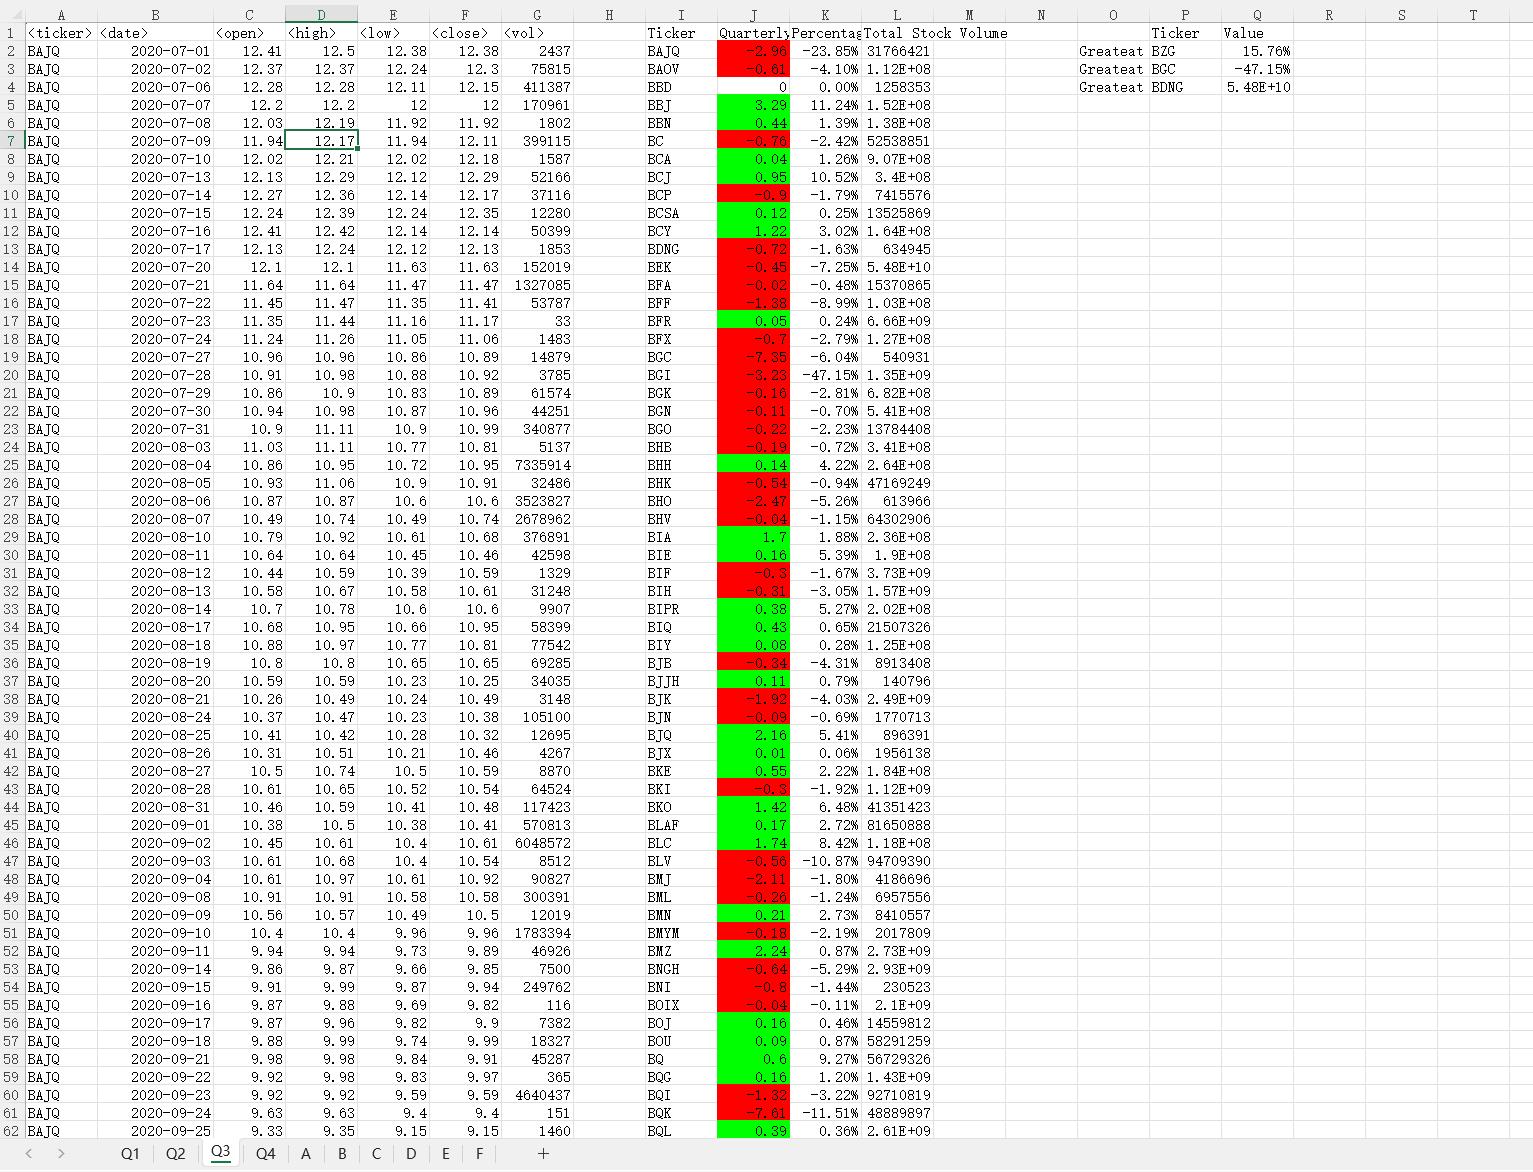 A B C D E F G H I J K L M N O P Q R S T
1 <ticker> <date> <open> <high> <low> <close> <vol> Ticker Quarterly Percentag Total Stock Volume Ticker Value
2 BAJQ 2020-07-01 12.41 12.5 12.38 12.38 2437 BAJQ -2.96 -23.85% 31766421 Greateat BZG 15.76%
3 BAJQ 2020-07-02 12.37 12.37 12.24 12.3 75815 BAOV -0.61 -4.10% 1.12E+08 Greateat BGC -47.15%
4 BAJQ 2020-07-06 12.28 12.28 12.11 12.15 411387 BBD 0 0.00% 1258353 Greateat BDNG 5.48E+10
5 BAJQ 2020-07-07 12.2 12.2 12 12 170961 BBJ 3.29 11.24% 1.52E+08
6 BAJQ 2020-07-08 12.03 12.19 11.92 11.92 1802 BBN 0.44 1.39% 1.38E+08
7 BAJQ 2020-07-09 11.94 12.17 11.94 12.11 399115 BC -0.76 -2.42% 52538851
8 BAJQ 2020-07-10 12.02 12.21 12.02 12.18 1587 BCA 0.04 1.26% 9.07E+08
9 BAJQ 2020-07-13 12.13 12.29 12.12 12.29 52166 BCJ 0.95 10.52% 3.4E+08
10 BAJQ 2020-07-14 12.27 12.36 12.14 12.17 37116 BCP -0.9 -1.79% 7415576
11 BAJQ 2020-07-15 12.24 12.39 12.24 12.35 12280 BCSA 0.12 0.25% 13525869
12 BAJQ 2020-07-16 12.41 12.42 12.14 12.14 50399 BCY 1.22 3.02% 1.64E+08
13 BAJQ 2020-07-17 12.13 12.24 12.12 12.13 1853 BDNG -0.72 -1.63% 634945
14 BAJQ 2020-07-20 12.1 12.1 11.63 11.63 152019 BEK -0.45 -7.25% 5.48E+10
15 BAJQ 2020-07-21 11.64 11.64 11.47 11.47 1327085 BFA -0.02 -0.48% 15370865
16 BAJQ 2020-07-22 11.45 11.47 11.35 11.41 53787 BFF -1.38 -8.99% 1.03E+08
17 BAJQ 2020-07-23 11.35 11.44 11.16 11.17 33 BFR 0.05 0.24% 6.66E+09
18 BAJQ 2020-07-24 11.24 11.26 11.05 11.06 1483 BFX -0.7 -2.79% 1.27E+08
19 BAJQ 2020-07-27 10.96 10.96 10.86 10.89 14879 BGC -7.35 -6.04% 540931
20 BAJQ 2020-07-28 10.91 10.98 10.88 10.92 3785 BGI -3.23 -47.15% 1.35E+09
21 BAJQ 2020-07-29 10.86 10.9 10.83 10.89 61574 BGK -0.16 -2.81% 6.82E+08
22 BAJQ 2020-07-30 10.94 10.98 10.87 10.96 44251 BGN -0.11 -0.70% 5.41E+08
23 BAJQ 2020-07-31 10.9 11.11 10.9 10.99 340877 BGO -0.22 -2.23% 13784408
24 BAJQ 2020-08-03 11.03 11.11 10.77 10.81 5137 BHB -0.19 -0.72% 3.41E+08
25 BAJQ 2020-08-04 10.86 10.95 10.72 10.95 7335914 BHH 0.14 4.22% 2.64E+08
26 BAJQ 2020-08-05 10.93 11.06 10.9 10.91 32486 BHK -0.54 -0.94% 47169249
27 BAJQ 2020-08-06 10.87 10.87 10.6 10.6 3523827 BHO -2.47 -5.26% 613966
28 BAJQ 2020-08-07 10.49 10.74 10.49 10.74 2678962 BHV -0.04 -1.15% 64302906
29 BAJQ 2020-08-10 10.79 10.92 10.61 10.68 376891 BIA 1.7 1.88% 2.36E+08
30 BAJQ 2020-08-11 10.64 10.64 10.45 10.46 42598 BIE 0.16 5.39% 1.9E+08
31 BAJQ 2020-08-12 10.44 10.59 10.39 10.59 1329 BIF -0.3 -1.67% 3.73E+09
32 BAJQ 2020-08-13 10.58 10.67 10.58 10.61 31248 BIH -0.31 -3.05% 1.57E+09
33 BAJQ 2020-08-14 10.7 10.78 10.6 10.6 9907 BIPR 0.38 5.27% 2.02E+08
34 BAJQ 2020-08-17 10.68 10.95 10.66 10.95 58399 BIQ 0.43 0.65% 21507326
35 BAJQ 2020-08-18 10.88 10.97 10.77 10.81 77542 BIY 0.08 0.28% 1.25E+08
36 BAJQ 2020-08-19 10.8 10.8 10.65 10.65 69285 BJB -0.34 -4.31% 8913408
37 BAJQ 2020-08-20 10.59 10.59 10.23 10.25 34035 BJJH 0.11 0.79% 140796
38 BAJQ 2020-08-21 10.26 10.49 10.24 10.49 3148 BJK -1.92 -4.03% 2.49E+09
39 BAJQ 2020-08-24 10.37 10.47 10.23 10.38 105100 BJN -0.09 -0.69% 1770713
40 BAJQ 2020-08-25 10.41 10.42 10.28 10.32 12695 BJQ 2.16 5.41% 896391
41 BAJQ 2020-08-26 10.31 10.51 10.21 10.46 4267 BJX 0.01 0.06% 1956138
42 BAJQ 2020-08-27 10.5 10.74 10.5 10.59 8870 BKE 0.55 2.22% 1.84E+08
43 BAJQ 2020-08-28 10.61 10.65 10.52 10.54 64524 BKI -0.3 -1.92% 1.12E+09
44 BAJQ 2020-08-31 10.46 10.59 10.41 10.48 117423 BKO 1.42 6.48% 41351423
45 BAJQ 2020-09-01 10.38 10.5 10.38 10.41 570813 BLAF 0.17 2.72% 81650888
46 BAJQ 2020-09-02 10.45 10.61 10.4 10.61 6048572 BLC 1.74 8.42% 1.18E+08
47 BAJQ 2020-09-03 10.61 10.68 10.4 10.54 8512 BLV -0.56 -10.87% 94709390
48 BAJQ 2020-09-04 10.61 10.97 10.61 10.92 90827 BMJ -2.11 -1.80% 4186696
49 BAJQ 2020-09-08 10.91 10.91 10.58 10.58 300391 BML -0.26 -1.24% 6957556
50 BAJQ 2020-09-09 10.56 10.57 10.49 10.5 12019 BMN 0.21 2.73% 8410557
51 BAJQ 2020-09-10 10.4 10.4 9.96 9.96 1783394 BMYM -0.18 -2.19% 2017809
52 BAJQ 2020-09-11 9.94 9.94 9.73 9.89 46926 BMZ 2.24 0.87% 2.73E+09
53 BAJQ 2020-09-14 9.86 9.87 9.66 9.85 7500 BNGH -0.64 -5.29% 2.93E+09
54 BAJQ 2020-09-15 9.91 9.99 9.87 9.94 249762 BNI -0.8 -1.44% 230523
55 BAJQ 2020-09-16 9.87 9.88 9.69 9.82 116 BOIX -0.04 -0.11% 2.1E+09
56 BAJQ 2020-09-17 9.87 9.96 9.82 9.9 7382 BOJ 0.16 0.46% 14559812
57 BAJQ 2020-09-18 9.88 9.99 9.74 9.99 18327 BOU 0.09 0.87% 58291259
58 BAJQ 2020-09-21 9.98 9.98 9.84 9.91 45287 BQ 0.6 9.27% 56729326
59 BAJQ 2020-09-22 9.92 9.98 9.83 9.97 365 BQG 0.16 1.20% 1.43E+09
60 BAJQ 2020-09-23 9.92 9.92 9.59 9.59 4640437 BQI -1.32 -3.22% 92710819
61 BAJQ 2020-09-24 9.63 9.63 9.4 9.4 151 BQK -7.61 -11.51% 48889897
62 BAJQ 2020-09-25 9.33 9.35 9.15 9.15 1460 BQL 0.39 0.36% 2.61E+09
Q1 Q2 Q3 Q4 A B C D E F +